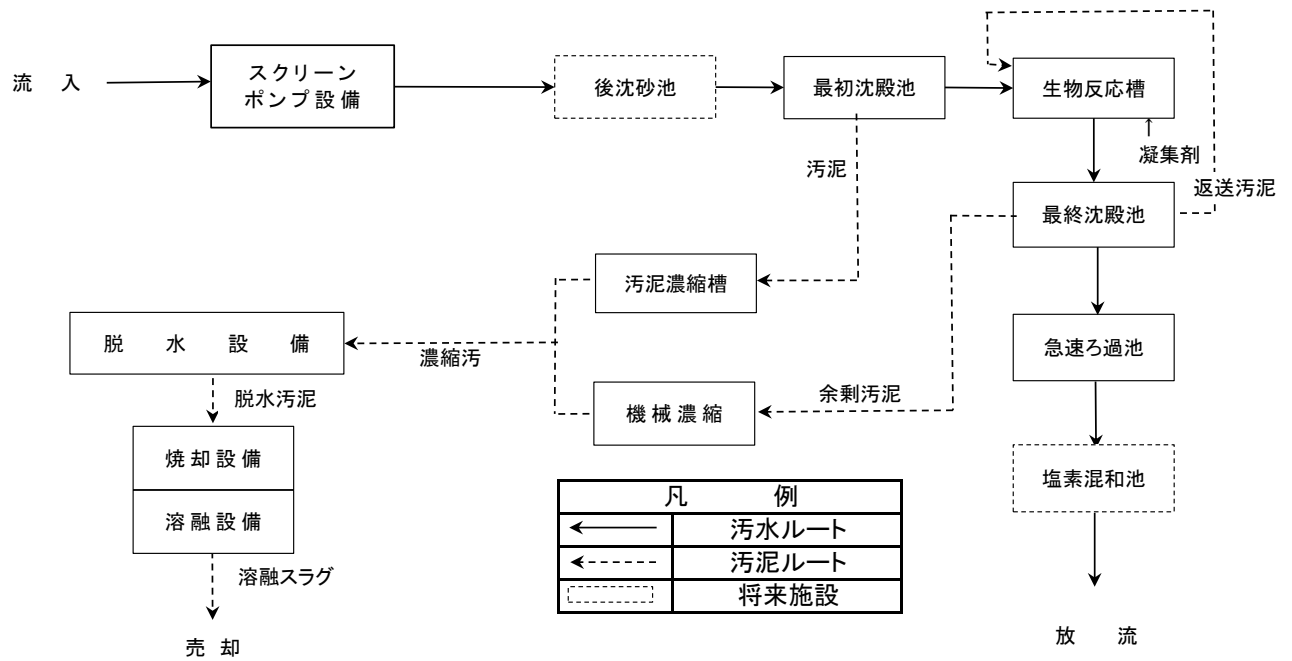 流　入
スクリーン
ポンプ設備
後沈砂池
最初沈殿池
生物反応槽
↑
凝集剤
返送汚泥
汚泥
最終沈殿池
汚泥濃縮槽
急速ろ過池
脱　水　設　備
濃縮汚
余剰汚泥
機械濃縮
脱水汚泥
焼却設備
溶融設備
塩素混和池
凡　例
汚水ルート
汚泥ルート
将来施設
溶融スラグ
売却
放　流